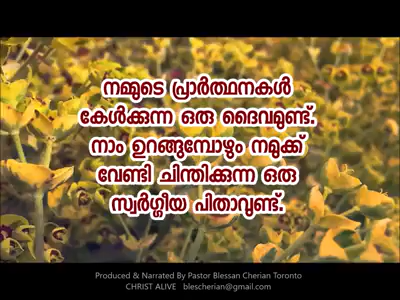 നമ്മുടെ പ്രാർത്ഥനകൾ
കേൾക്കുന്ന ഒരു ദൈവമുണ്ട്.
നാം ഉറങ്ങുമ്പോഴും നമുക്ക്
വേണ്ടി ചിന്തിക്കുന്ന ഒരു
സ്വർഗ്ഗീയ പിതാവുണ്ട്.
Produced & Narrated By Pastor Blessan Cherian Toronto
CHRIST ALIVE blescherian@gmail.com